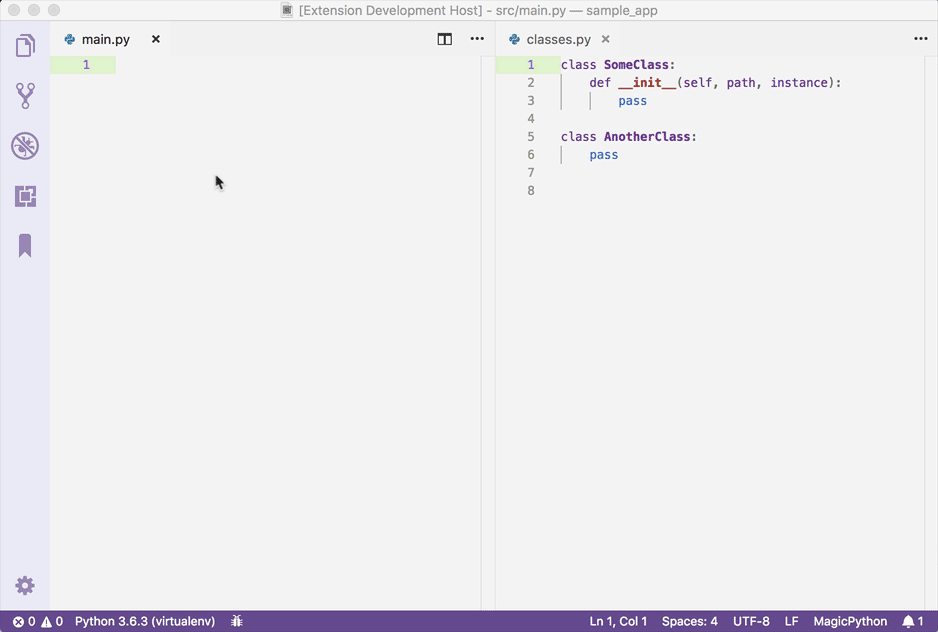 [Extension Development Host] - src/main.py — sample_app
main.py
classes.py
1
1 class SomeClass:
2 def __init__(self, path, instance):
3 pass
4
5 class AnotherClass:
6 pass
7
8
0 0 Python 3.6.3 (virtualenv) Ln 1, Col 1 Spaces: 4 UTF-8 LF MagicPython 1